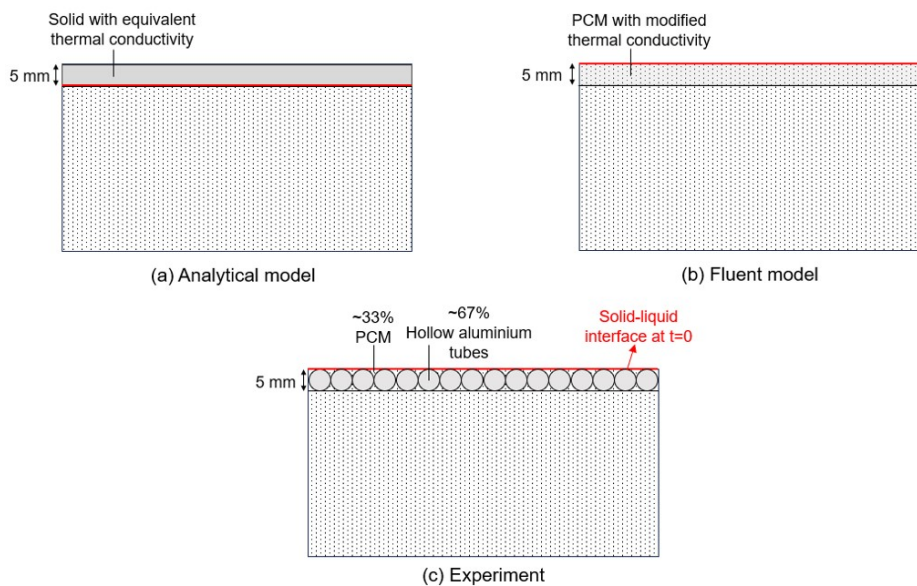 Solid with equivalent
thermal conductivity
5 mm
(a) Analytical model
PCM with modified
thermal conductivity
5 mm
(b) Fluent model
~33%
PCM
~67%
Hollow aluminium
tubes
Solid-liquid
interface at t=0
5 mm
(c) Experiment